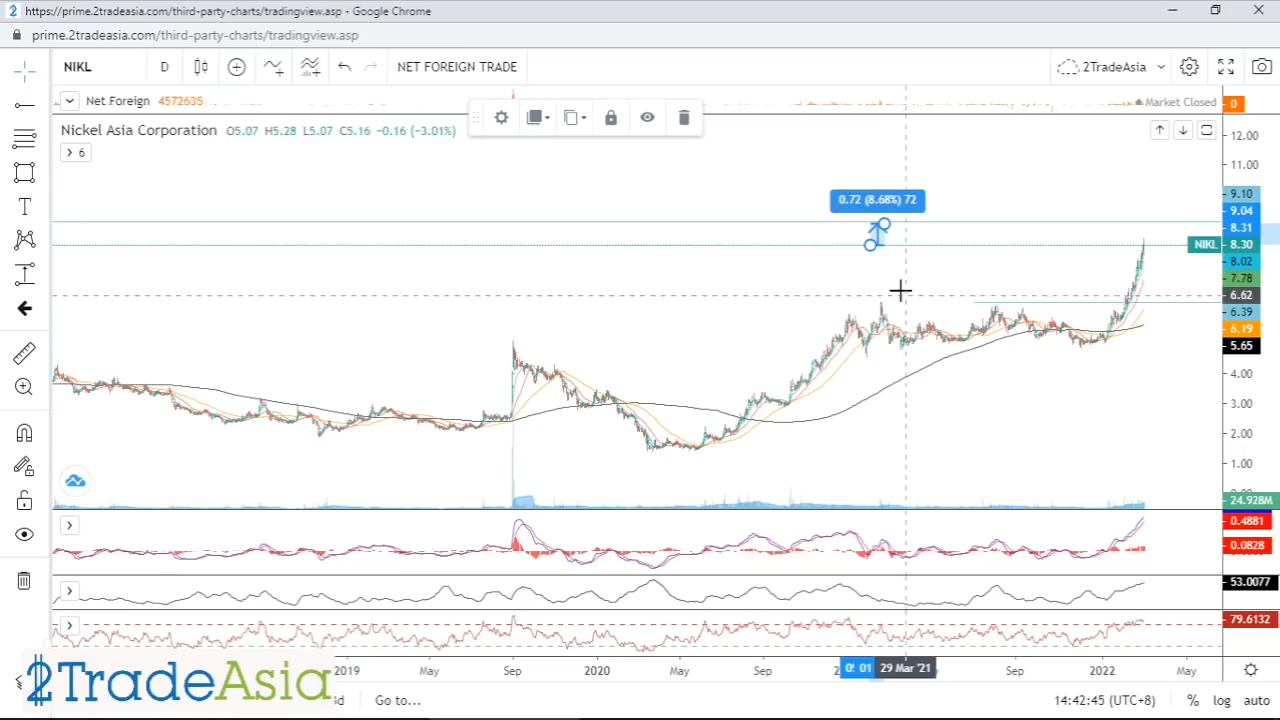 https://prime.2tradeasia.com/third-party-charts/tradingview.asp - Google Chrome
prime.2tradeasia.com/third-party-charts/tradingview.asp
NIKL D NET FOREIGN TRADE 2TradeAsia
Net Foreign 4572635
Market Closed 0
Nickel Asia Corporation O5.07 H5.28 L5.07 C5.16 -0.16 (-3.01%)
6
12.00
11.00
0.72 (8.68%) 72
9.10
9.04
8.31
NIKL 8.30
8.02
7.78
6.62
6.39
6.19
5.65
4.00
3.00
2.00
1.00
24.928M
0.4881
0.0828
53.0077
79.6132
2019 May Sep 2020 May Sep 01 29 Mar '21 Sep 2022 May
2TradeAsia
Go to... 14:42:45 (UTC+8) % log auto